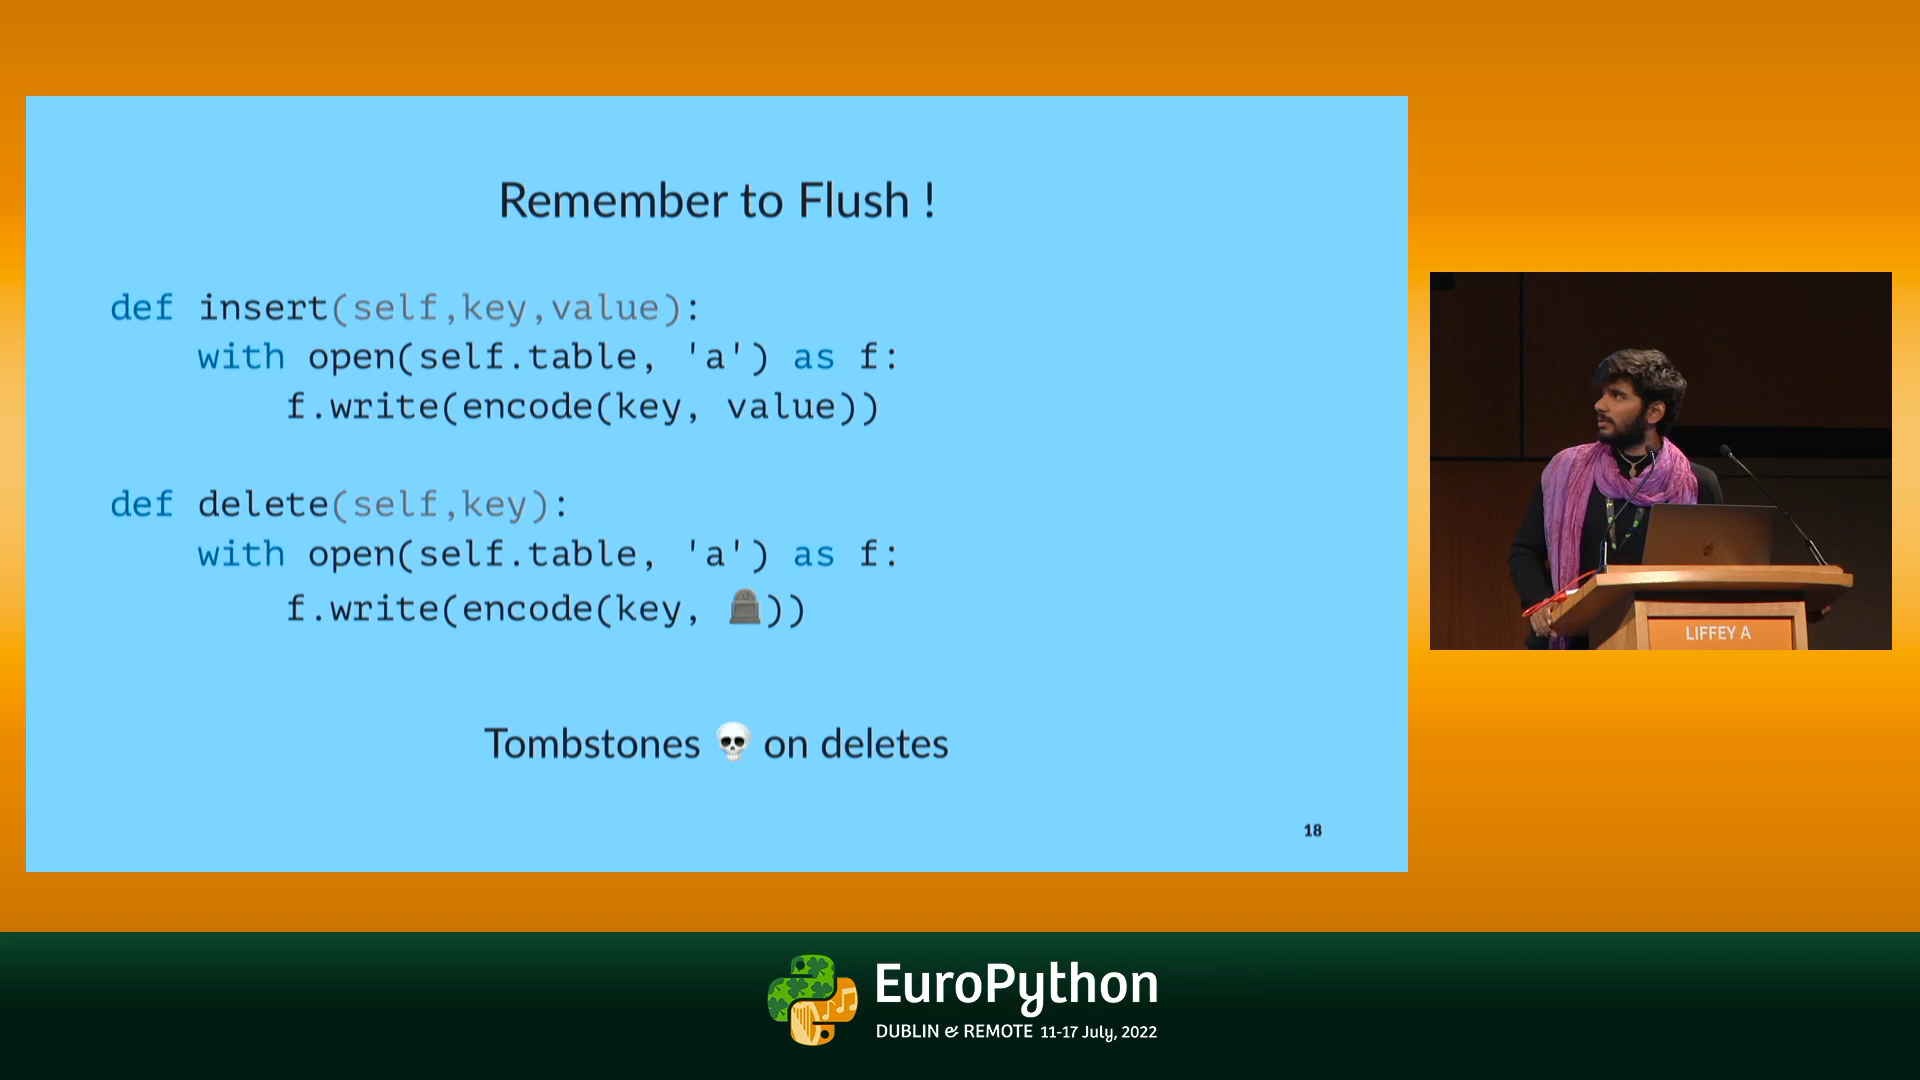 Remember to Flush !
def insert(self,key,value):
with open(self.table, 'a') as f:
f.write(encode(key, value))
def delete(self,key):
with open(self.table, 'a') as f:
f.write(encode(key, 🪦))
Tombstones 💀 on deletes
18
LIFFEY A
EuroPython
DUBLIN & REMOTE 11-17 July, 2022